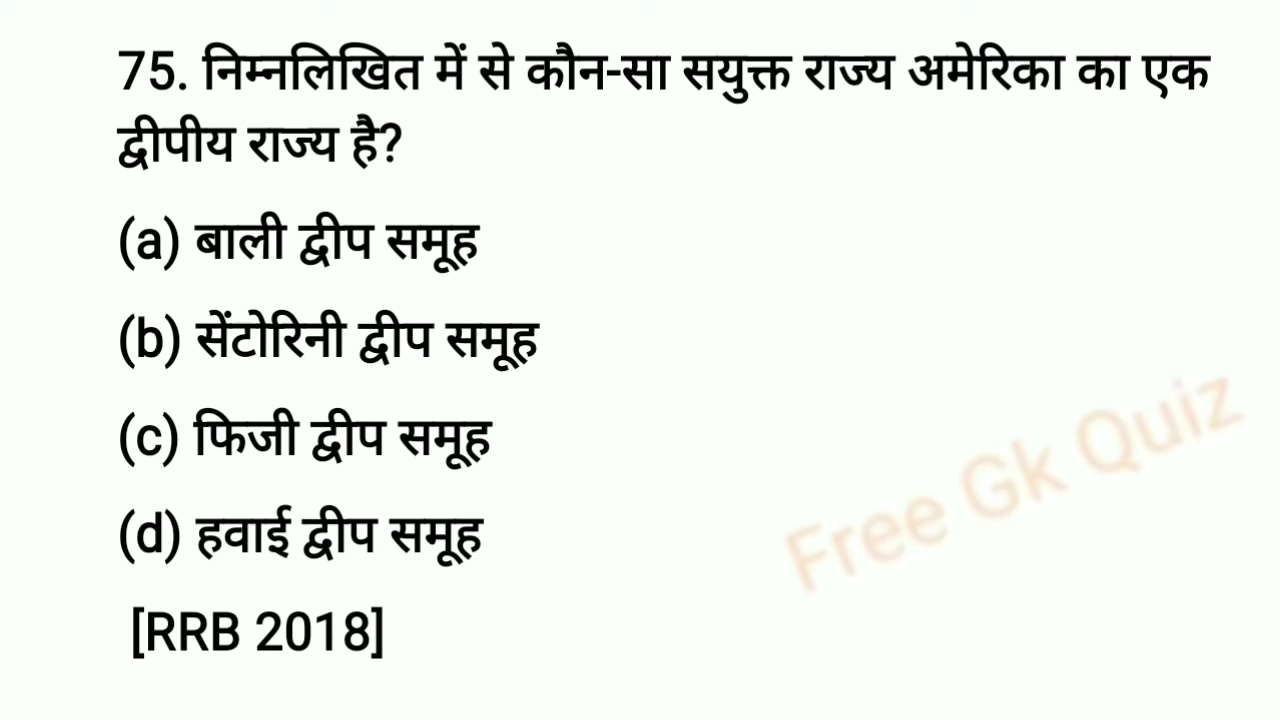 75. निम्नलिखित में से कौन-सा सयुक्त राज्य अमेरिका का एक
द्वीपीय राज्य है?
(a) बाली द्वीप समूह
(b) सेंटोरिनी द्वीप समूह
(c) फिजी द्वीप समूह
(d) हवाई द्वीप समूह
[RRB 2018]
Free Gk Quiz